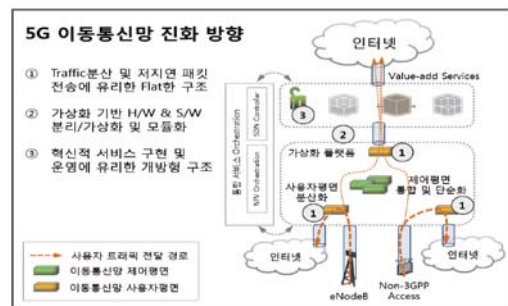 5G 이동통신망 진화 방향
① Traffic분산 및 저지연 패킷
전송에 유리한 Flat한 구조
② 가상화 기반 H/W & S/W
분리/가상화 및 모듈화
③ 혁신적 서비스 구현 및
운영에 유리한 개방형 구조
사용자 트래픽 전달 경로
이동통신망 제어평면
이동통신망 사용자평면
통합 서비스 Orchestration
SDN Controller
NFV Orchestration
인터넷
Value-add Services
3
2
가상화 플랫폼
1
제어평면
통합 및 단순화
사용자평면
분산화
1
1
인터넷
eNodeB
Non-3GPP
Access
인터넷